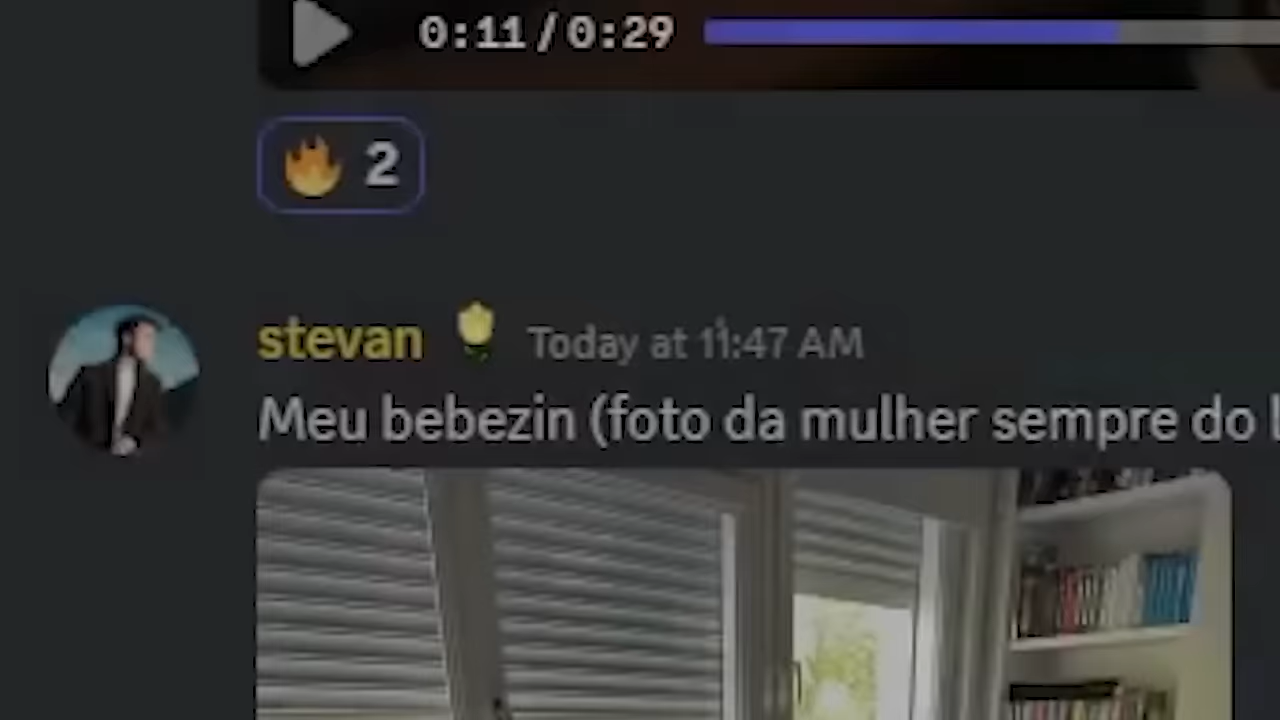 0:11 / 0:29
2
stevan
Today at 11:47 AM
Meu bebezin (foto da mulher sempre do